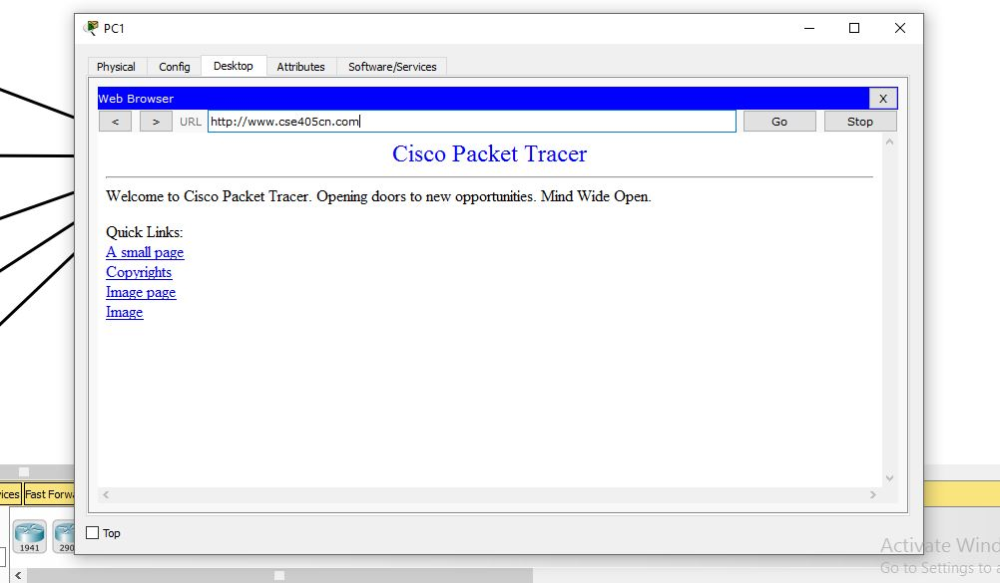 PC1
Physical Config Desktop Attributes Software/Services
Web Browser X
< > URL http://www.cse405cn.com Go Stop
Cisco Packet Tracer
Welcome to Cisco Packet Tracer. Opening doors to new opportunities. Mind Wide Open.
Quick Links:
A small page
Copyrights
Image page
Image
Top
ices Fast Forwa
1941 290
Activate Wind
Go to Settings to a